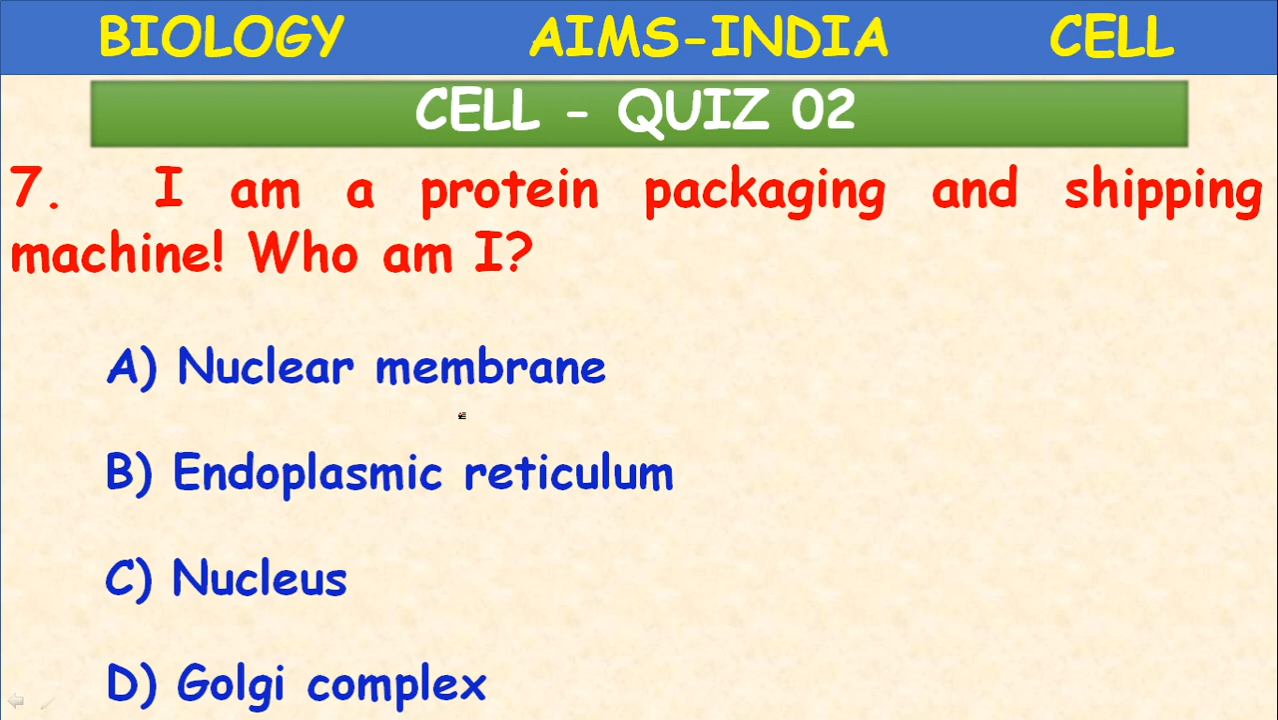 BIOLOGY AIMS-INDIA CELL
CELL - QUIZ 02
7. I am a protein packaging and shipping
machine! Who am I?
A) Nuclear membrane
B) Endoplasmic reticulum
C) Nucleus
D) Golgi complex